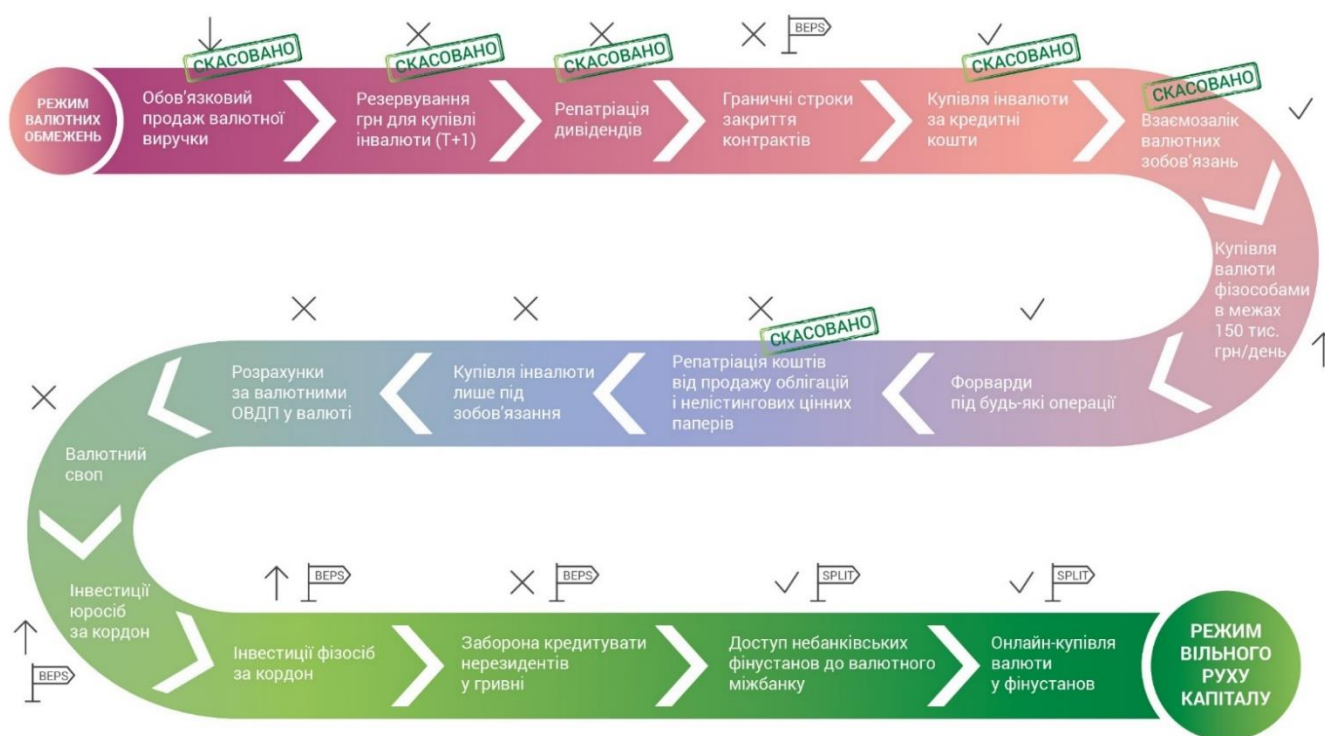 BEPS
СКАСОВАНО
СКАСОВАНО
СКАСОВАНО
СКАСОВАНО
СКАСОВАНО
РЕЖИМ
ВАЛЮТНИХ
ОБМЕЖЕНЬ
Обов'язковий
продаж валютної
виручки
Резервування
грн для купівлі
інвалюти (Т+1)
Репатріація
дивідендів
Граничні строки
закриття
контрактів
Купівля інвалюти
за кредитні
кошти
Взаємозалік
валютних
зобов'язань
Купівля
валюти
фізособами
в межах
150 тис.
грн/день
Форварди
під будь-які операції
СКАСОВАНО
Репатріація коштів
від продажу облігацій
і нелістингових цінних
паперів
Купівля інвалюти
лише під
зобов'язання
Розрахунки
за валютними
ОВДП у валюті
Валютний
своп
Інвестиції
юросіб
за кордон
BEPS
BEPS
Інвестиції фізосіб
за кордон
BEPS
Заборона кредитувати
нерезидентів
у гривні
SPLIT
Доступ небанківських
фінустанов до валютного
міжбанку
SPLIT
Онлайн-купівля
валюти
у фінустанов
РЕЖИМ
ВІЛЬНОГО
РУХУ
КАПІТАЛУ